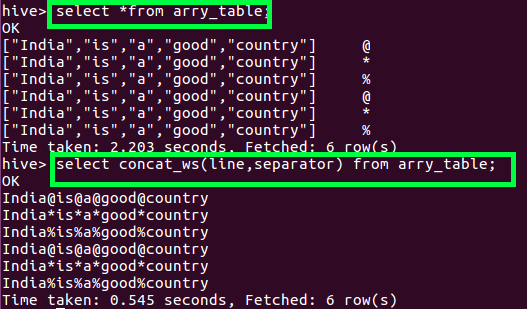 hive> select *from arry_table;
OK
["India","is","a","good","country"]     @
["India","is","a","good","country"]     *
["India","is","a","good","country"]     %
["India","is","a","good","country"]     @
["India","is","a","good","country"]     *
["India","is","a","good","country"]     %
Time taken: 2.203 seconds, Fetched: 6 row(s)
hive> select concat_ws(line,separator) from arry_table;
OK
India@is@a@good@country
India*is*a*good*country
India%is%a%good%country
India@is@a@good@country
India*is*a*good*country
India%is%a%good%country
Time taken: 0.545 seconds, Fetched: 6 row(s)